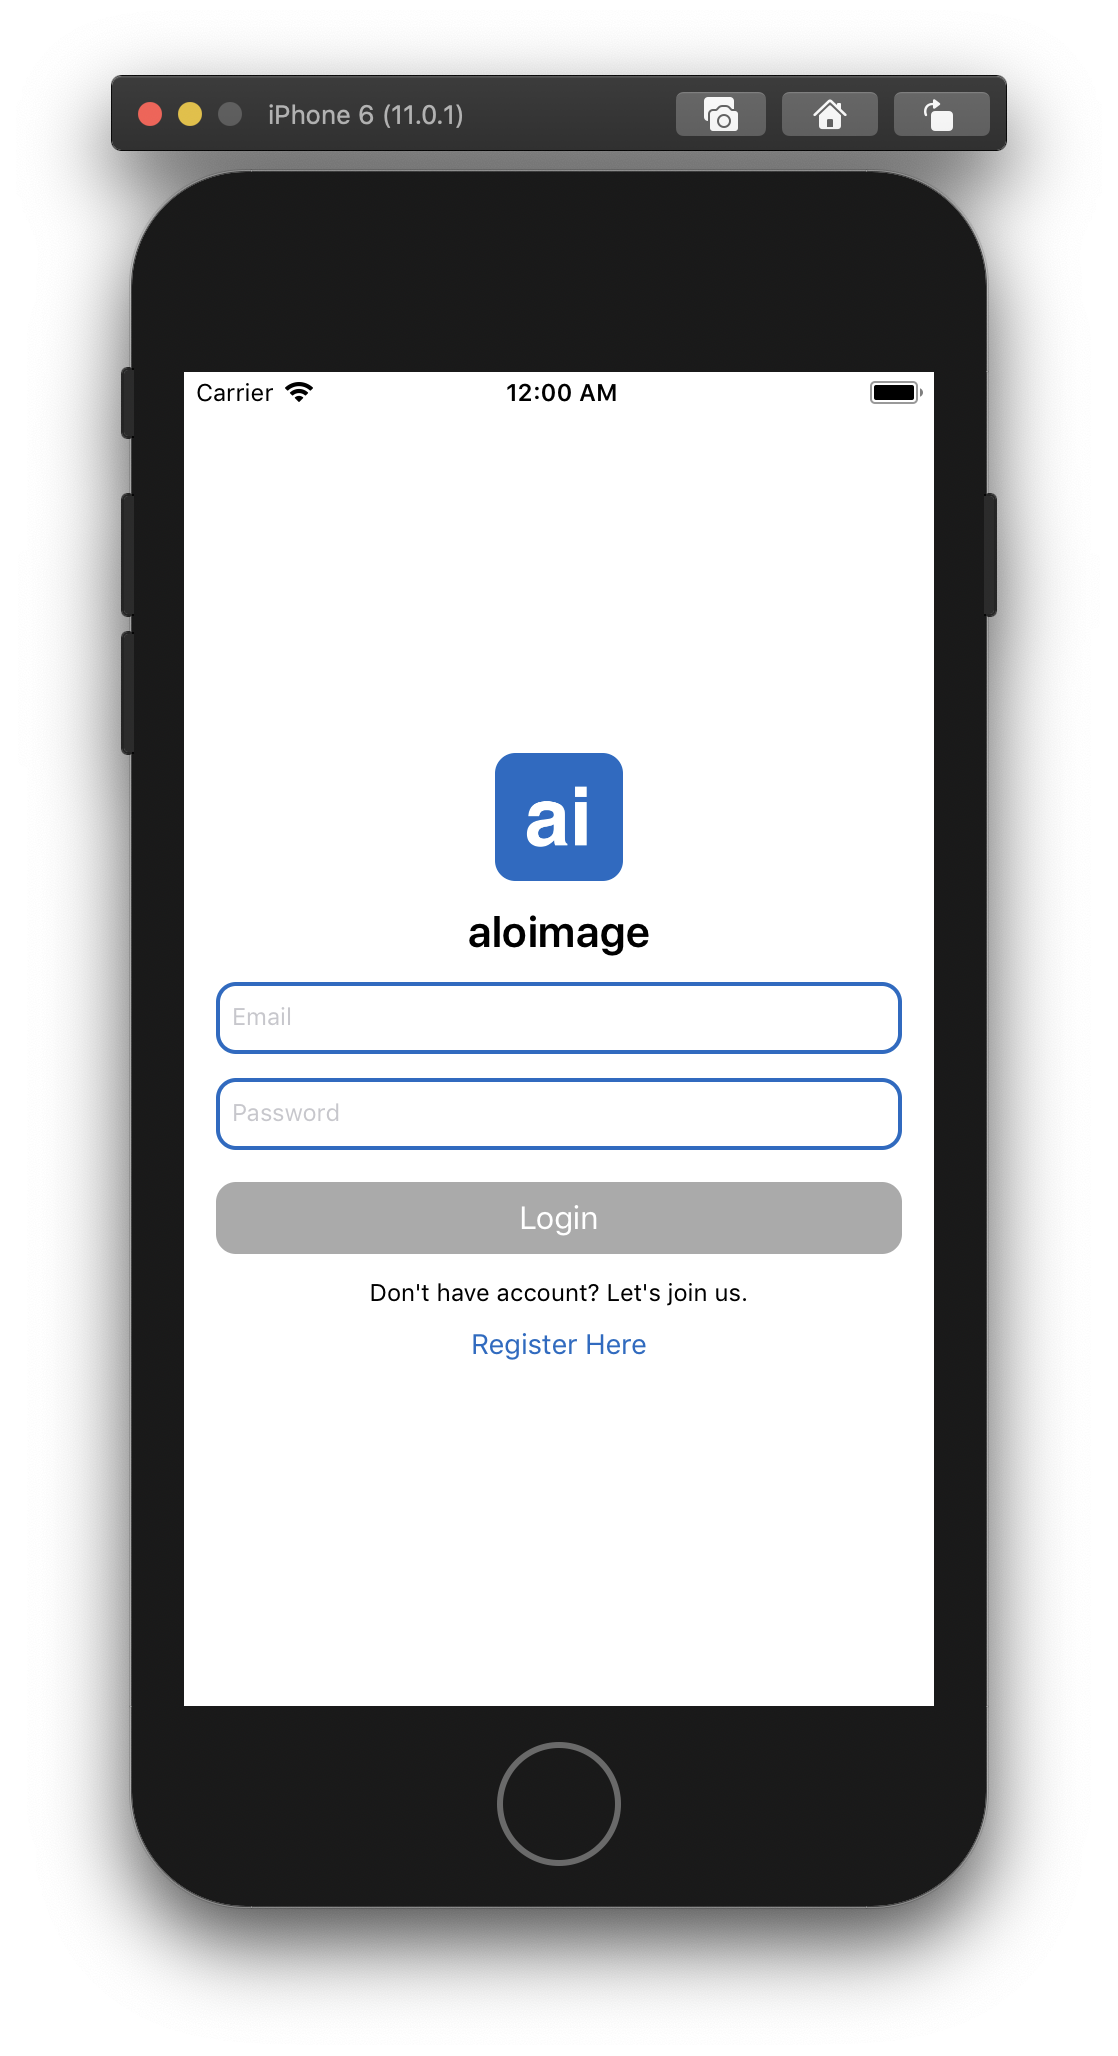 iPhone 6 (11.0.1)
Carrier 12:00 AM
ai
aloimage
Email
Password
Login
Don't have account? Let's join us.
Register Here